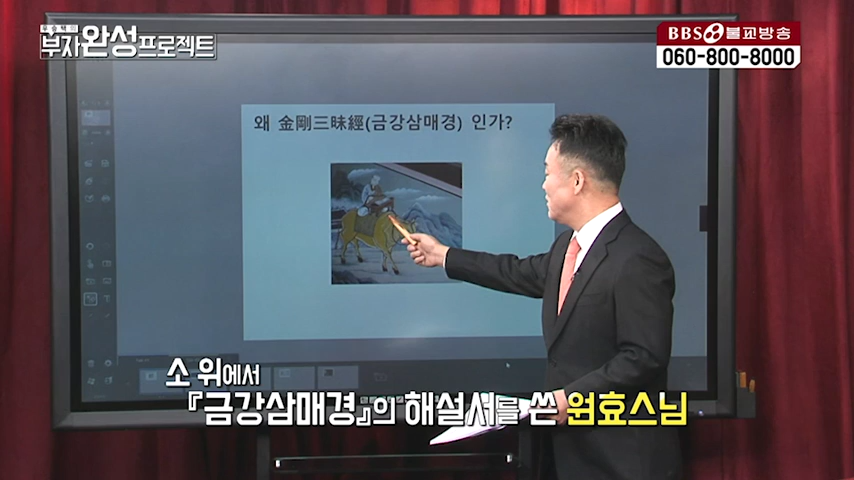 부자완성프로젝트
BBS 불교방송
060-800-8000
왜 金剛三昧經(금강삼매경) 인가?
소 위에서
『금강삼매경』의 해설서를 쓴 원효스님